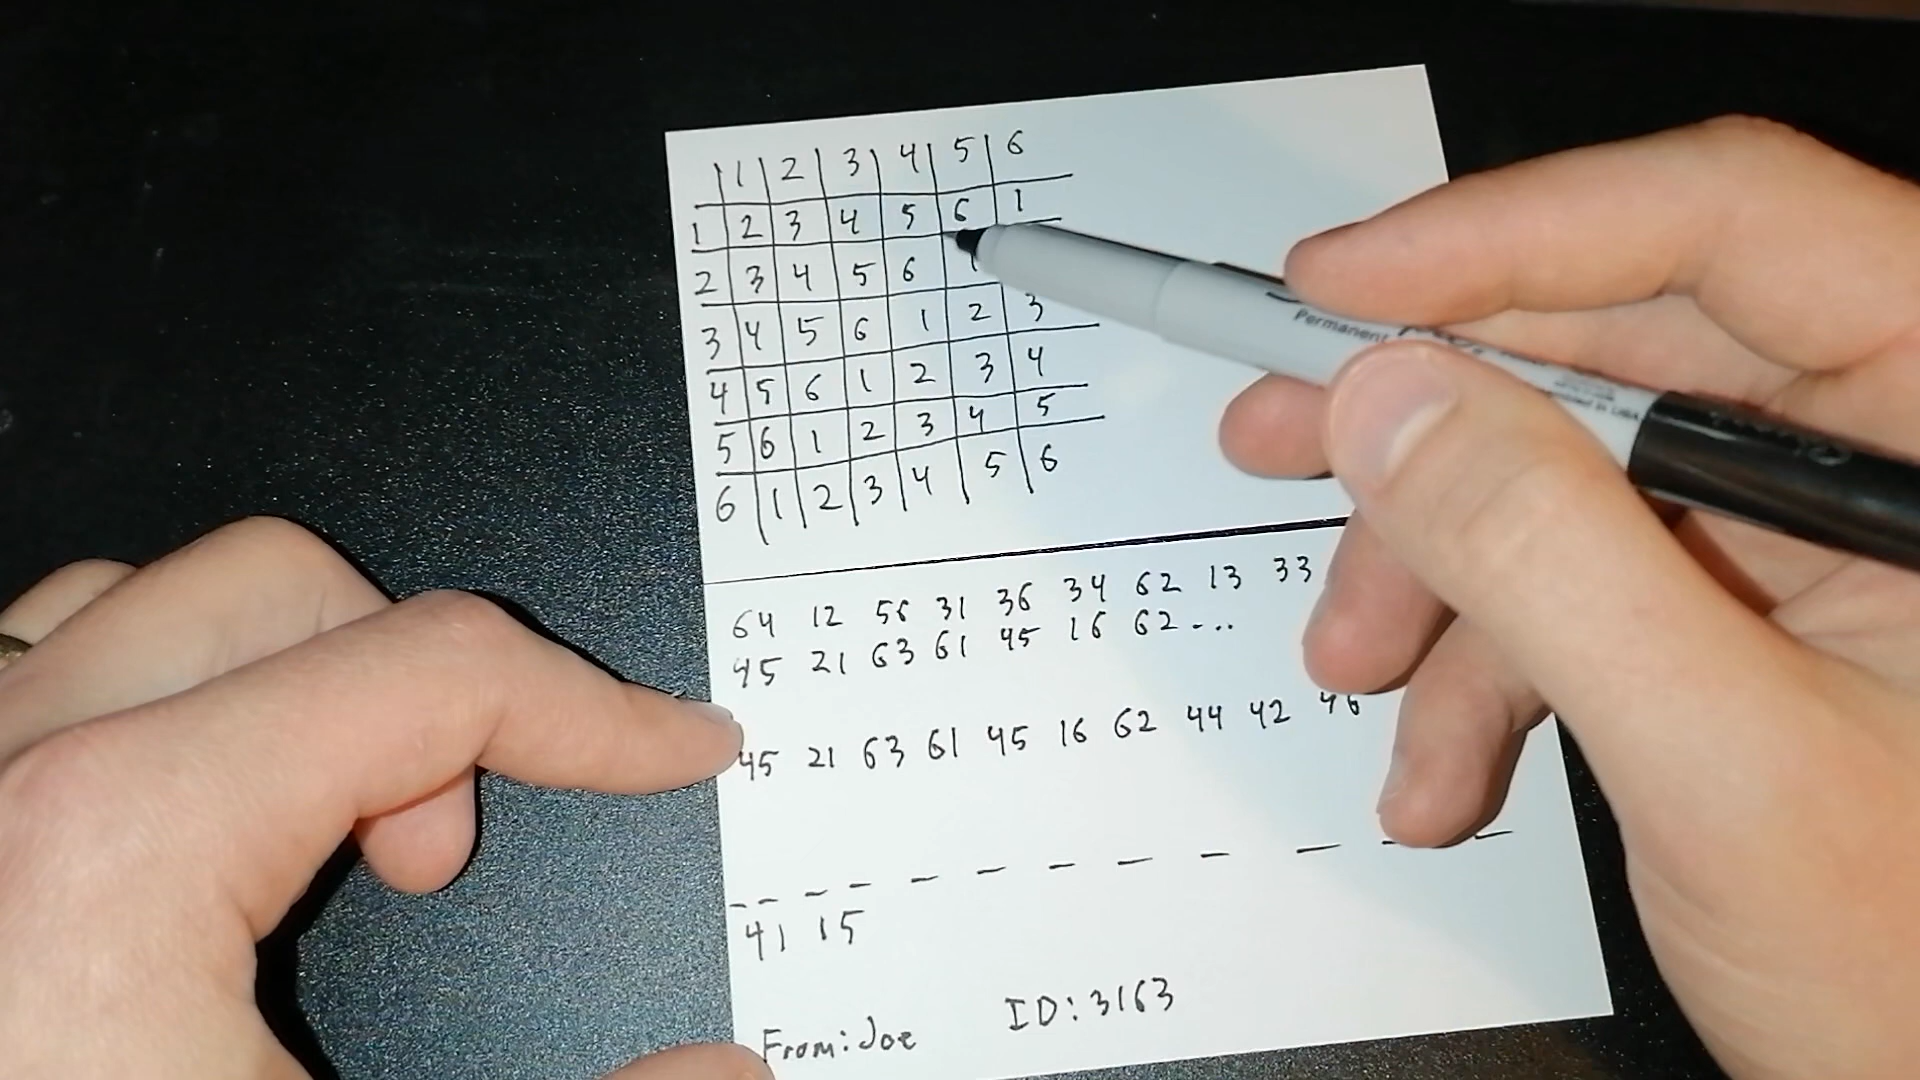 1 2 3 4 5 6
1 2 3 4 5 6 1
2 3 4 5 6 1
3 4 5 6 1 2 3
4 5 6 1 2 3 4
5 6 1 2 3 4 5
6 1 2 3 4 5 6
64 12 56 31 36 34 62 13 33
45 21 63 61 45 16 62...
45 21 63 61 45 16 62 44 42 46
41 15
From: Joe ID: 3163
Permanent